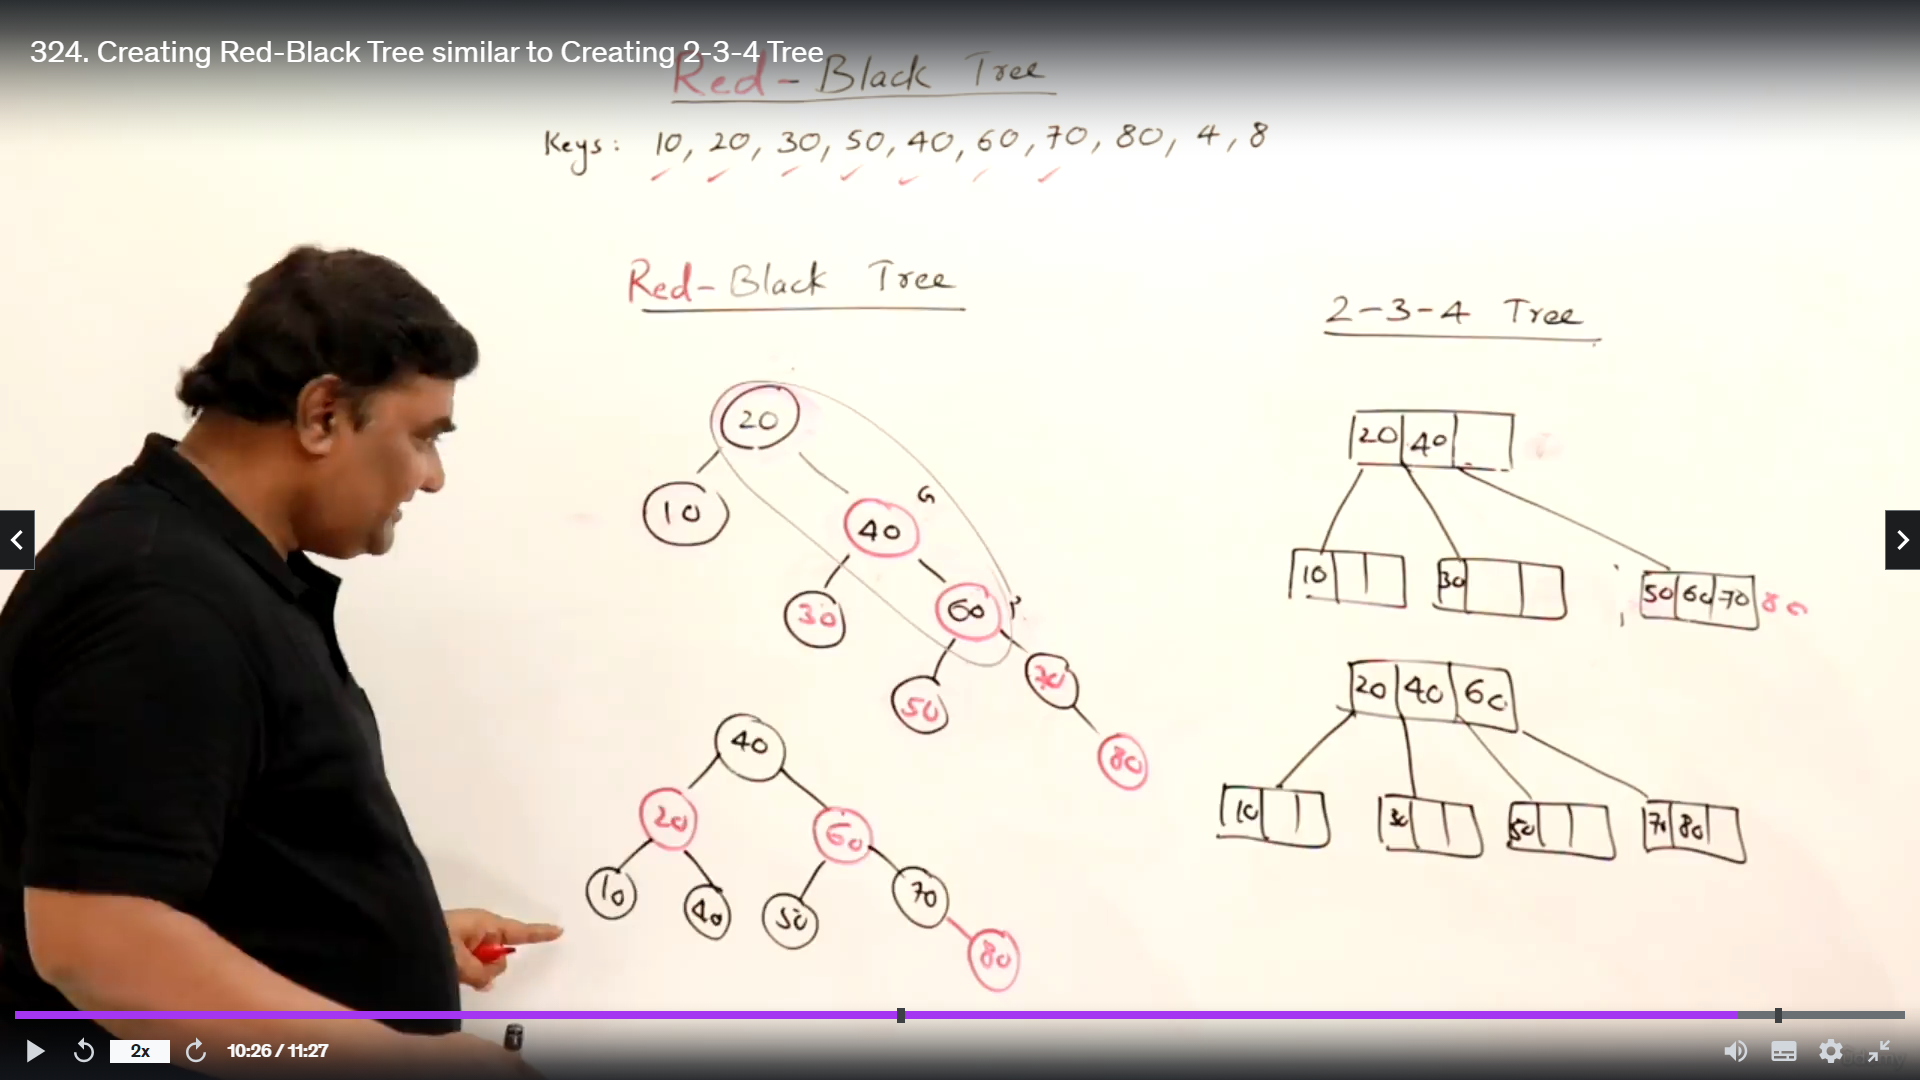 324. Creating Red-Black Tree similar to Creating 2-3-4 Tree
Red-Black Tree
Keys: 10, 20, 30, 50, 40, 60, 70, 80, 4, 8
Red-Black Tree
2-3-4 Tree
20
10
40
G
30
60
P
50
70
80
20 40
10
30
50 60 70 80
40
20
60
10
40
50
70
80
20 40 60
10
30
50
70 80
2x
10:26 / 11:27